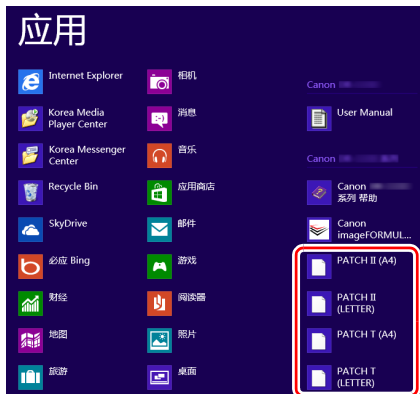 应用
Internet Explorer
Korea Media
Player Center
Korea Messenger
Center
Recycle Bin
SkyDrive
必应 Bing
财经
地图
旅游
相机
消息
音乐
应用商店
邮件
游戏
阅读器
照片
桌面
Canon
User Manual
Canon
Canon
系列 帮助
Canon
imageFORMUL...
PATCH II (A4)
PATCH II
(LETTER)
PATCH T (A4)
PATCH T
(LETTER)